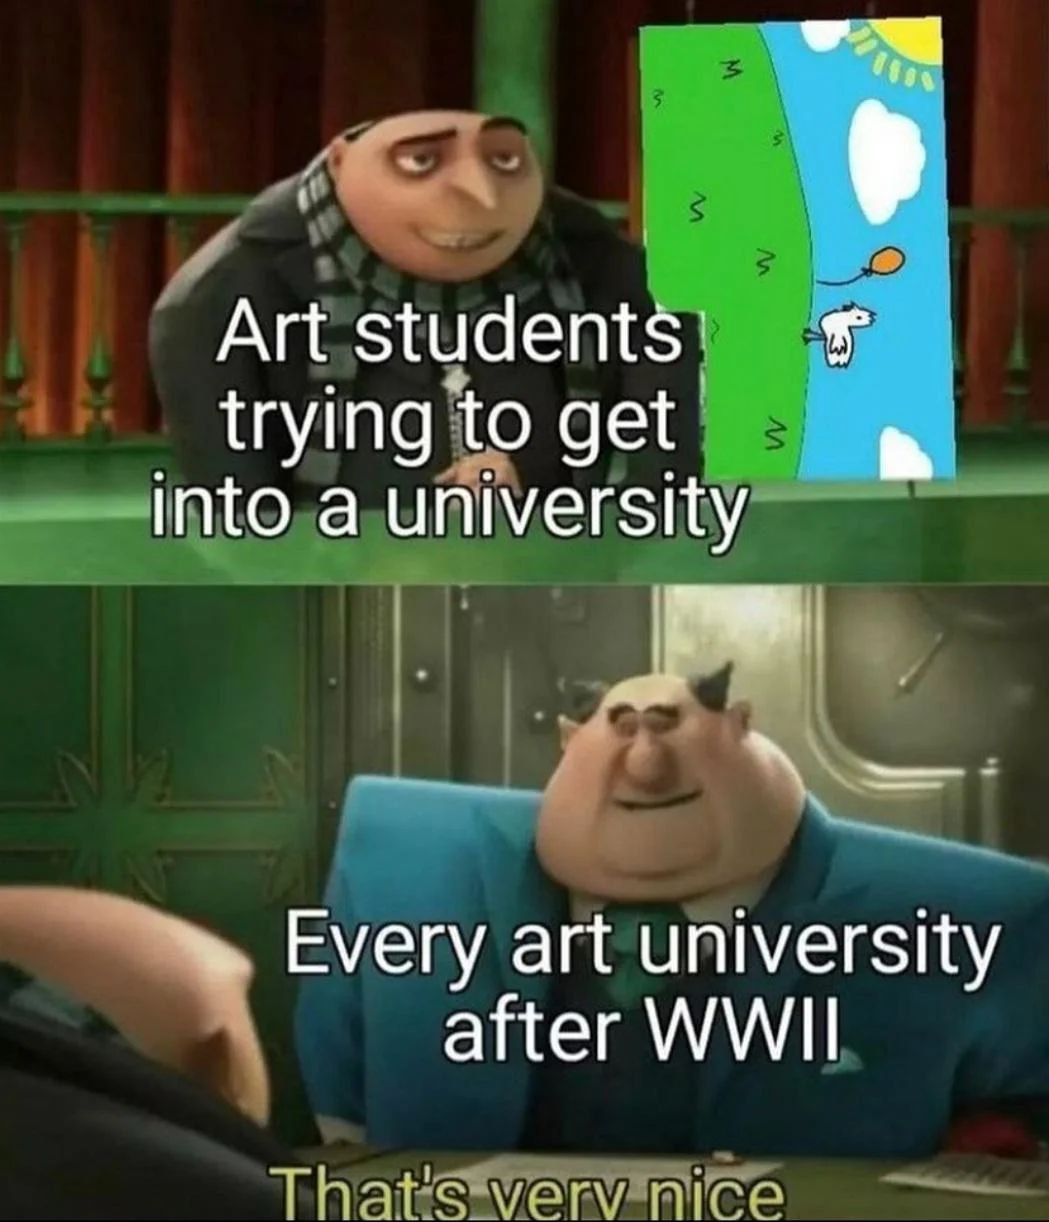 Art students
trying to get
into a university
Every art university
after WWII
That's very nice